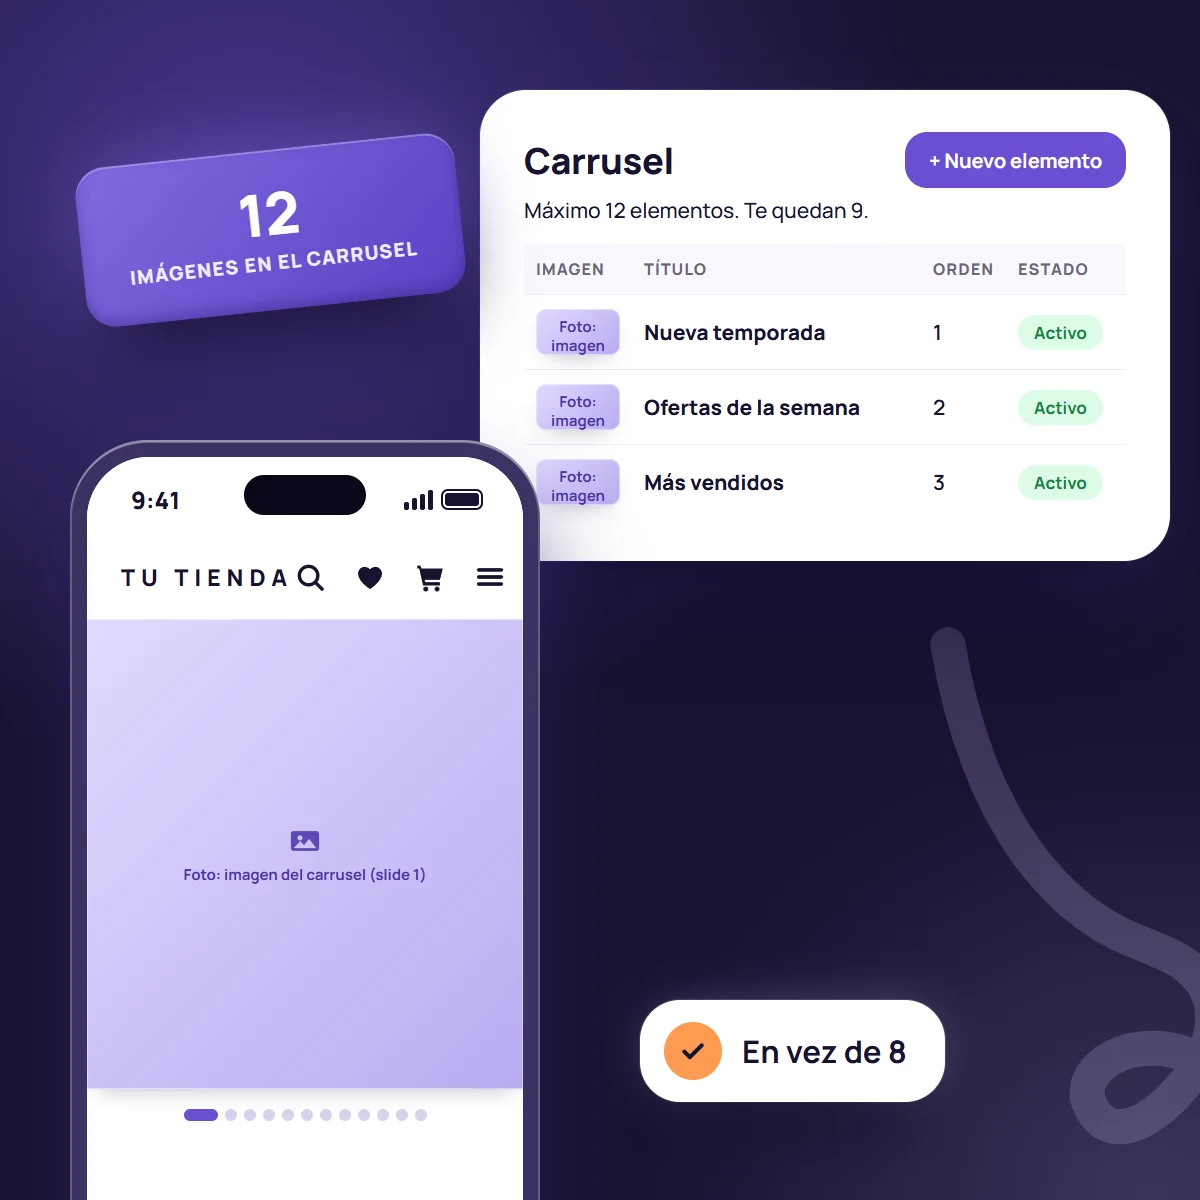 12
IMÁGENES EN EL CARRUSEL
Carrusel
+ Nuevo elemento
Máximo 12 elementos. Te quedan 9.
IMAGEN TÍTULO ORDEN ESTADO
Foto:
imagen
Nueva temporada 1 Activo
Foto:
imagen
Ofertas de la semana 2 Activo
Foto:
imagen
Más vendidos 3 Activo
9:41
TU TIENDA
Foto: imagen del carrusel (slide 1)
En vez de 8